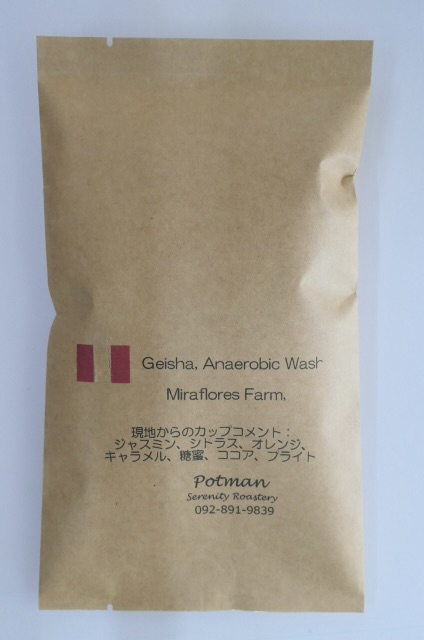 Geisha, Anaerobic Wash
Miraflores Farm,
現地からのカップコメント：
ジャスミン、シトラス、オレンジ、
キャラメル、糖蜜、ココア、ブライト
Potman
Serenity Roastery
092-891-9839